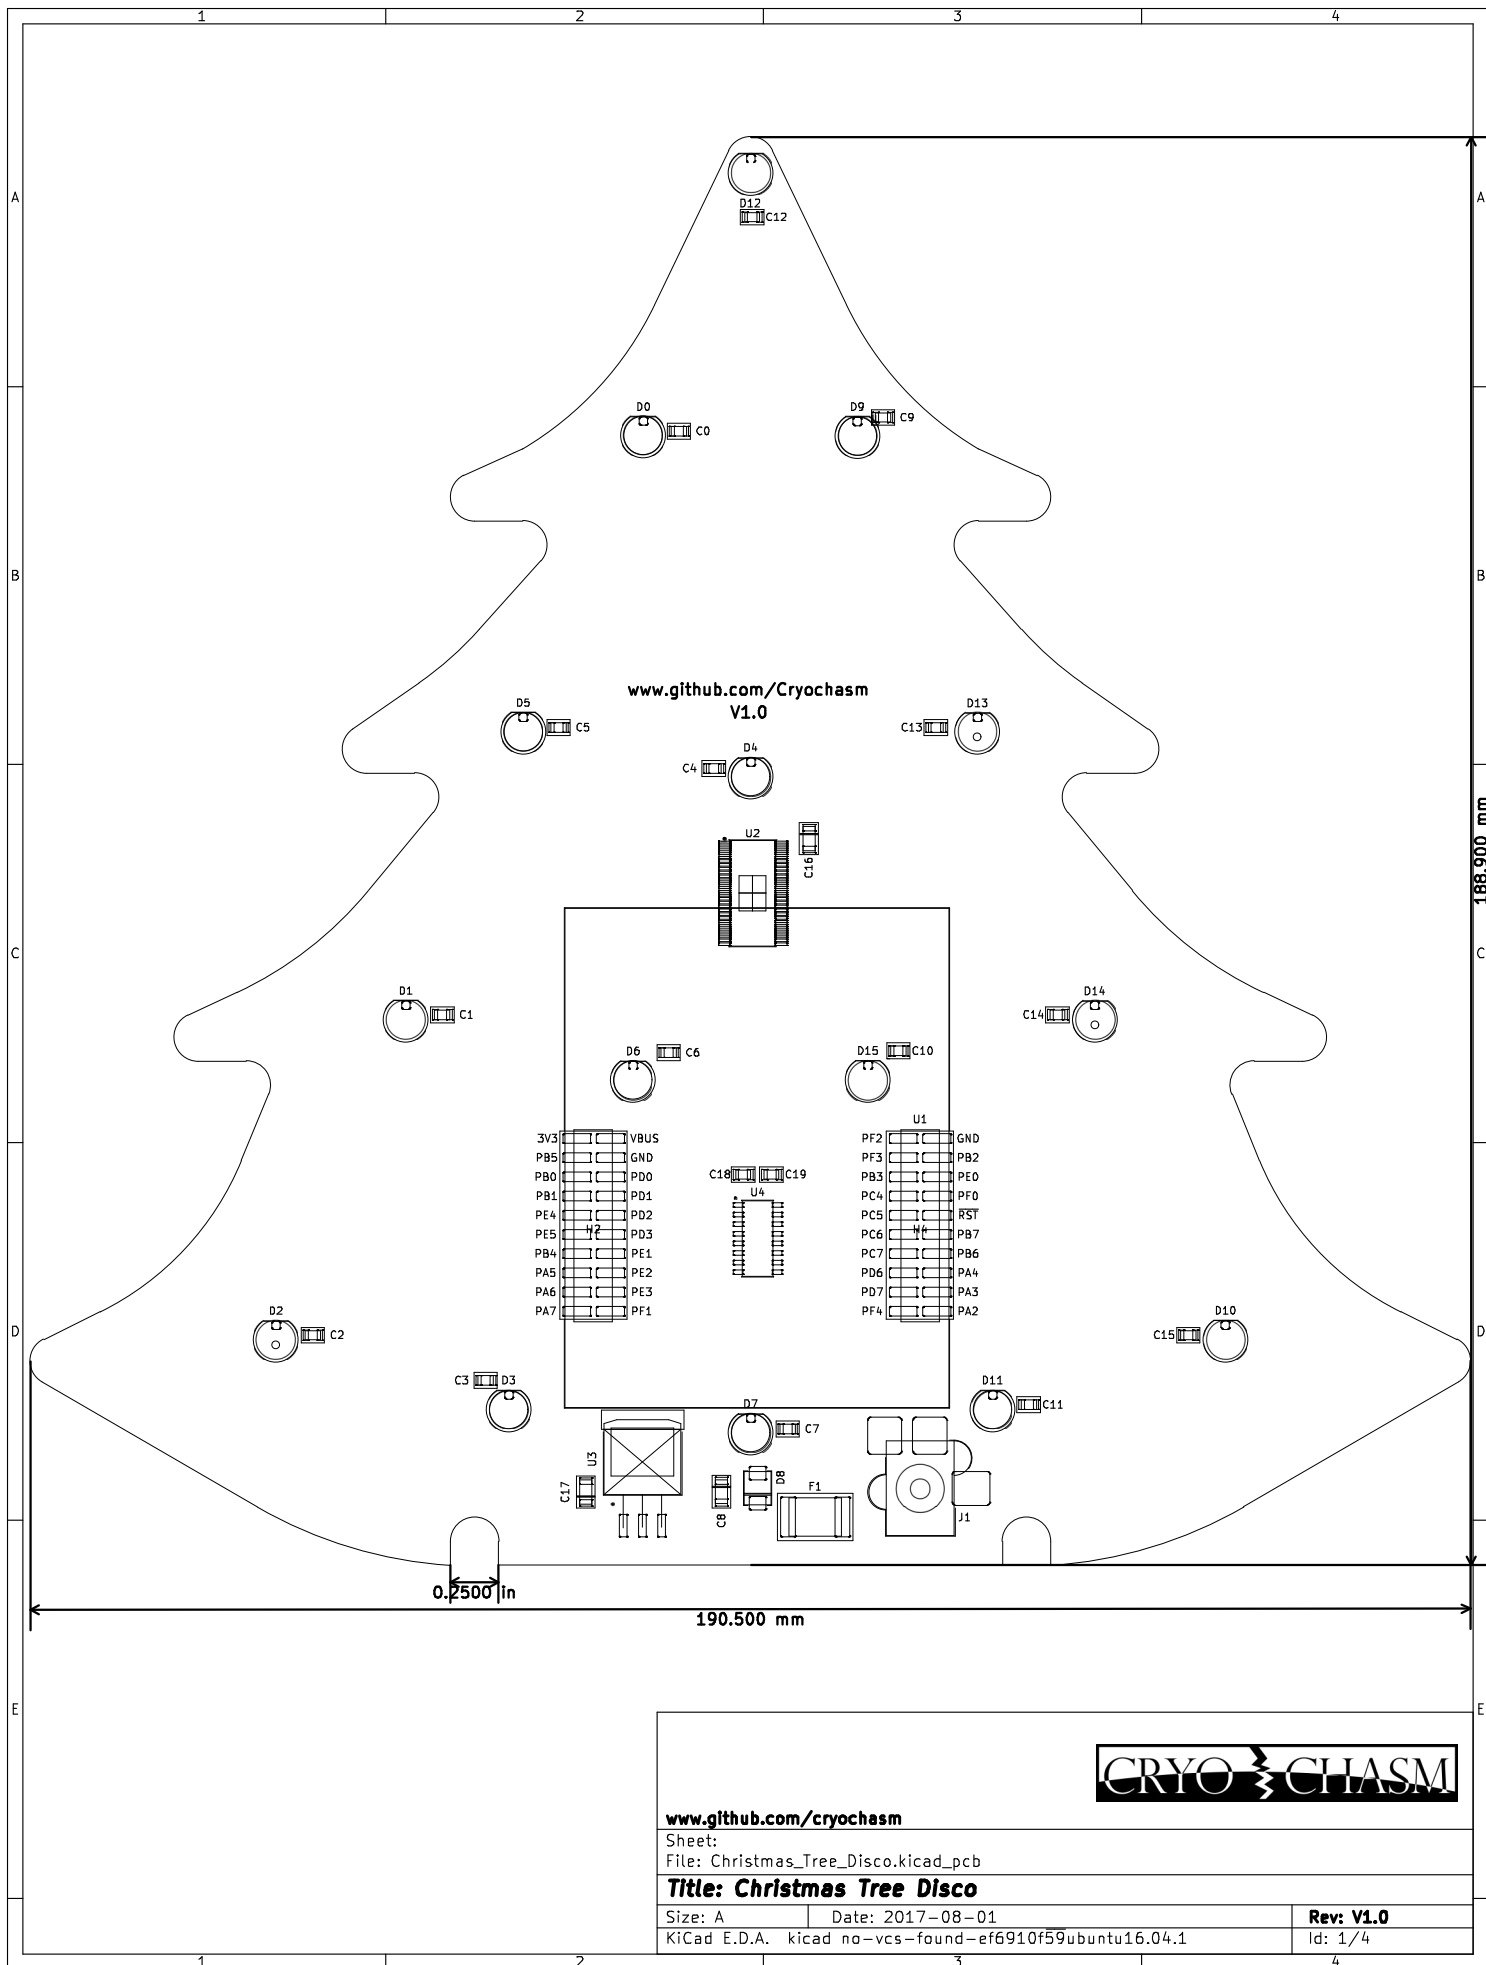 1 2 3 4
A A
D12
C12
D0 D9
C0 C9
B B
www.github.com/Cryochasm
V1.0
D5 D13
C5 C13
D4
C4
188.900 mm
U2
C16
C C
D1 D14
C1 C14
D6 D15
C6 C10
U1
3V3 VBUS PF2 GND
PB5 GND PF3 PB2
PB0 PD0 PB3 PE0
PB1 PD1 PC4 PF0
PE4 PD2 PC5 RST
PE5 H2 PD3 PC6 H4 PB7
PB4 PE1 PC7 PB6
PA5 PE2 PD6 PA4
PA6 PE3 PD7 PA3
PA7 PF1 PF4 PA2
C18 C19
U4
D D
D2 D10
C2 C15
C3 D3 D11
C11
D7
C7
U3
C17
C8
D8
F1
J1
0.2500 in
190.500 mm
E E
CRYO CHASM
www.github.com/cryochasm
Sheet:
File: Christmas_Tree_Disco.kicad_pcb
Title: Christmas Tree Disco
Size: A Date: 2017-08-01 Rev: V1.0
KiCad E.D.A. kicad no-vcs-found-ef6910f59ubuntu16.04.1 Id: 1/4
1 2 3 4